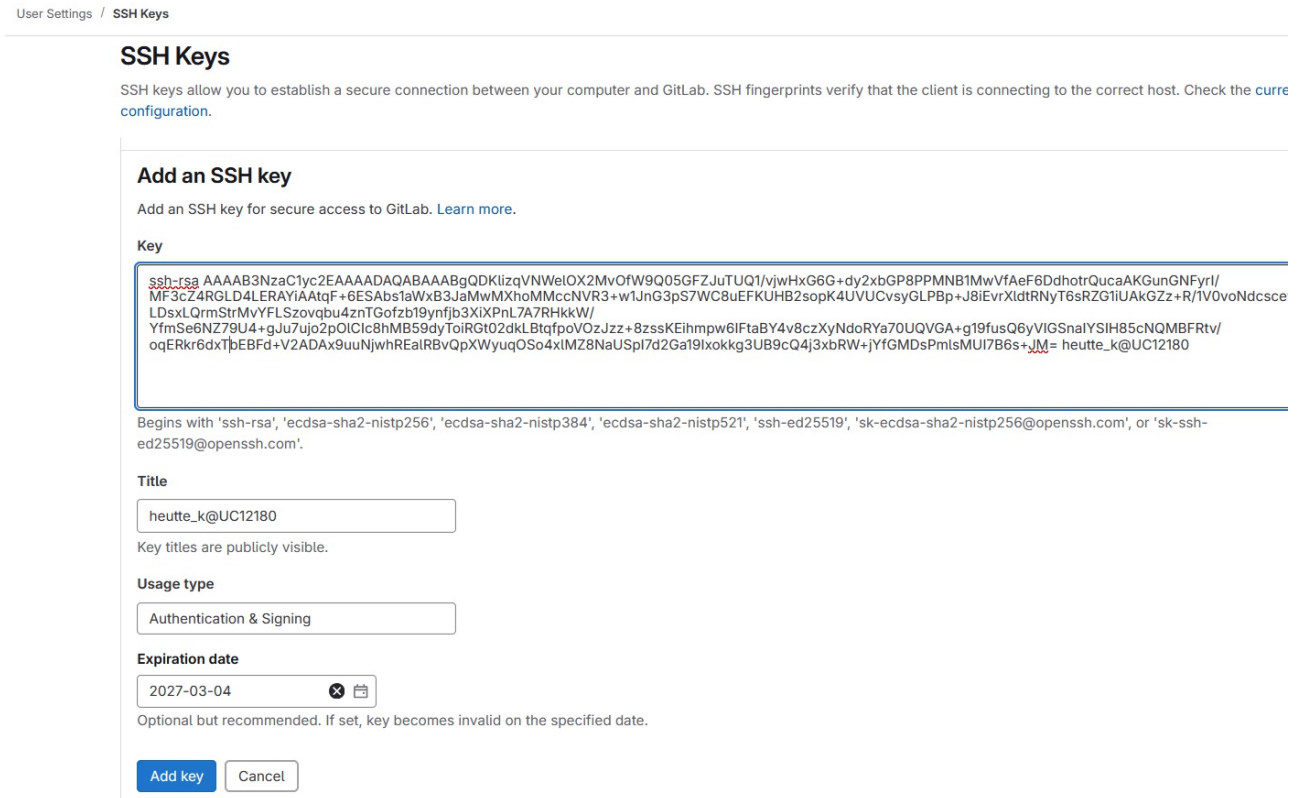 User Settings / SSH Keys
SSH Keys
SSH keys allow you to establish a secure connection between your computer and GitLab. SSH fingerprints verify that the client is connecting to the correct host. Check the curre
configuration.
Add an SSH key
Add an SSH key for secure access to GitLab. Learn more.
Key
ssh-rsa AAAAB3NzaC1yc2EAAAADAQABAAABgQDKlizqVNWelOX2MvOfW9Q05GFZJuTUQ1/vjwHxG6G+dy2xbGP8PPMNB1MwVfAeF6DdhotrQucaAKGunGNFyrI/
MF3cZ4RGLD4LERAYiAAtqF+6ESAbs1aWxB3JaMwMXhoMMccNVR3+w1JnG3pS7WC8uEFKUHB2sopK4UVUCvsyGLPBp+J8iEvrXldtRNyT6sRZG1iUAkGZz+R/1V0voNdcsce
LDsxLQrmStrMvYFLSzovqbu4znTGofzb19ynfjb3XiXPnL7A7RHkkW/
YfmSe6NZ79U4+gJu7ujo2pOlCIc8hMB59dyToiRGt02dkLBtqfpoVOzJzz+8zssKEihmpw6IFtaBY4v8czXyNdoRYa70UQVGA+g19fusQ6yVIGSnaIYSIH85cNQMBFRtv/
oqERkr6dxTbEBFd+V2ADAx9uuNjwhREalRBvQpXWyuqOSo4xlMZ8NaUSpI7d2Ga19Ixokkg3UB9cQ4j3xbRW+jYfGMDsPmlsMUI7B6s+JM= heutte_k@UC12180
Begins with 'ssh-rsa', 'ecdsa-sha2-nistp256', 'ecdsa-sha2-nistp384', 'ecdsa-sha2-nistp521', 'ssh-ed25519', 'sk-ecdsa-sha2-nistp256@openssh.com', or 'sk-ssh-
ed25519@openssh.com'.
Title
heutte_k@UC12180
Key titles are publicly visible.
Usage type
Authentication & Signing
Expiration date
2027-03-04
Optional but recommended. If set, key becomes invalid on the specified date.
Add key Cancel